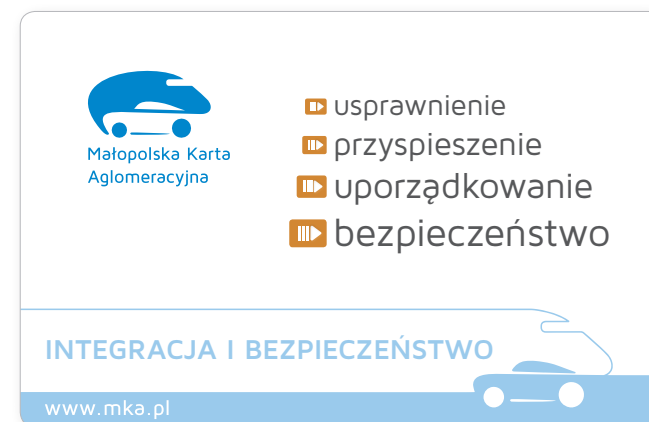 Małopolska Karta
Aglomeracyjna
usprawnienie
przyspieszenie
uporządkowanie
bezpieczeństwo
INTEGRACJA I BEZPIECZEŃSTWO
www.mka.pl